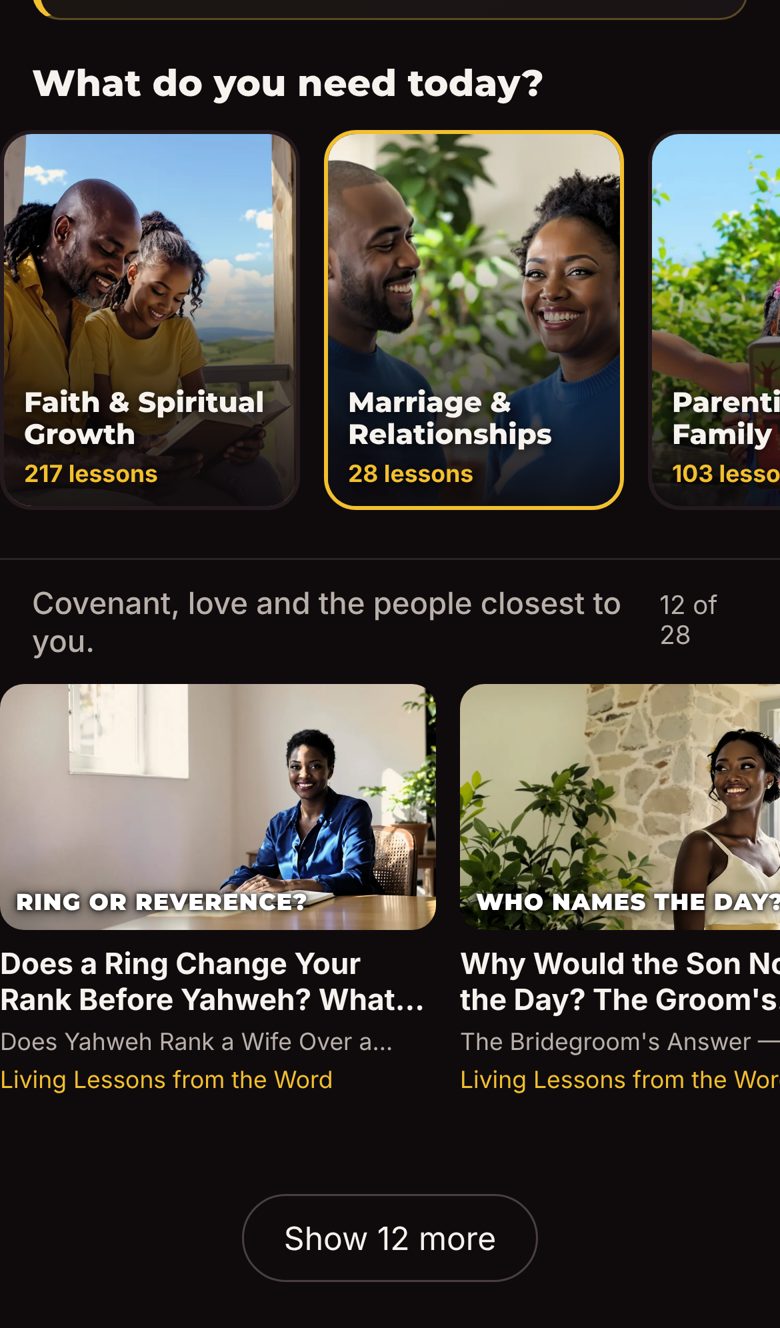 What do you need today?
Faith & Spiritual
Growth
217 lessons
Marriage &
Relationships
28 lessons
Parenti
Family
103 lesso
Covenant, love and the people closest to
you.
12 of
28
RING OR REVERENCE?
WHO NAMES THE DAY?
Does a Ring Change Your
Rank Before Yahweh? What...
Does Yahweh Rank a Wife Over a...
Living Lessons from the Word
Why Would the Son No
the Day? The Groom's
The Bridegroom's Answer —
Living Lessons from the Wor
Show 12 more